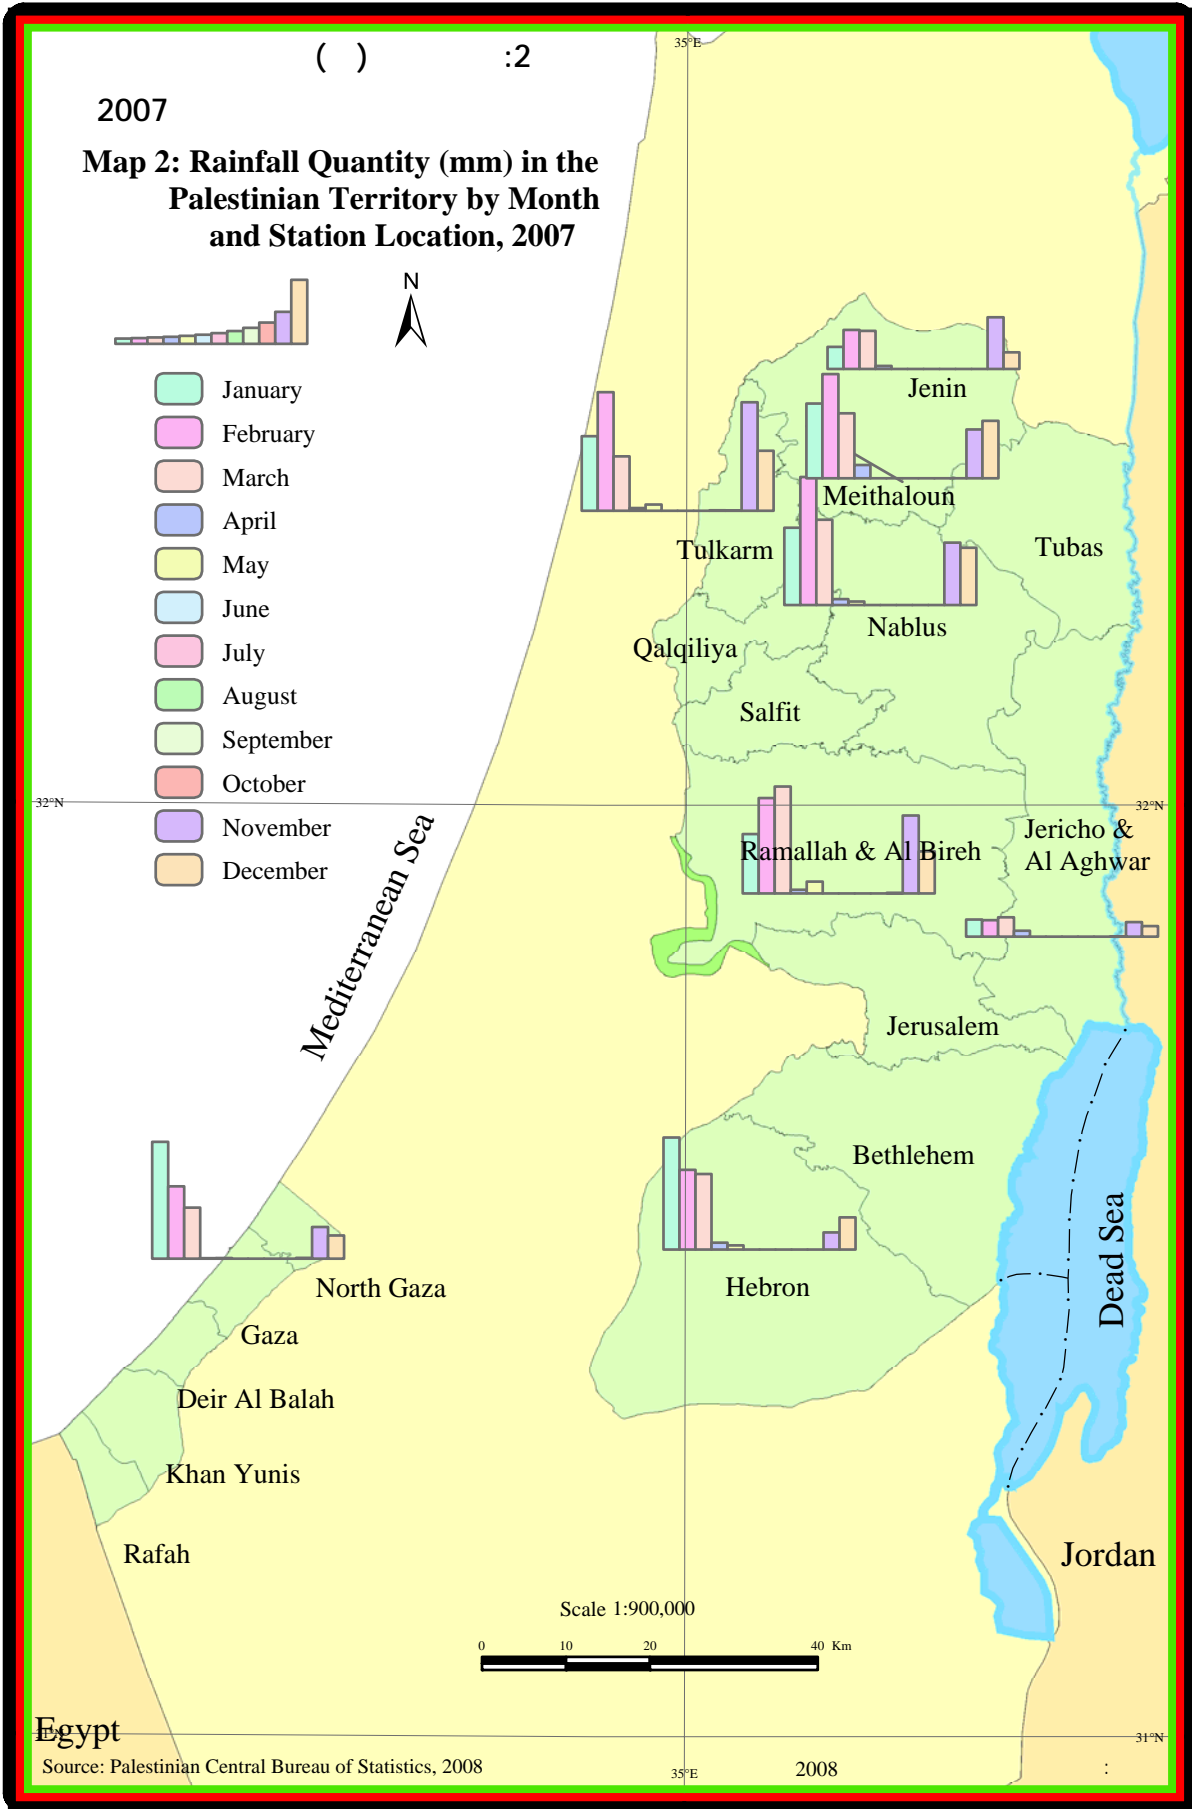 ( ) :2
2007
Map 2: Rainfall Quantity (mm) in the
Palestinian Territory by Month
and Station Location, 2007
N
January
February
March
April
May
June
July
August
September
October
November
December
35°E
Jenin
Meithaloun
Tulkarm
Tubas
Nablus
Qalqiliya
Salfit
32°N
32°N
Mediterranean Sea
Ramallah & Al Bireh
Jericho &
Al Aghwar
Jerusalem
Bethlehem
Dead Sea
Hebron
North Gaza
Gaza
Deir Al Balah
Khan Yunis
Rafah
Jordan
Scale 1:900,000
0 10 20 40 Km
Egypt
31°N
31°N
Source: Palestinian Central Bureau of Statistics, 2008
35°E
2008 :